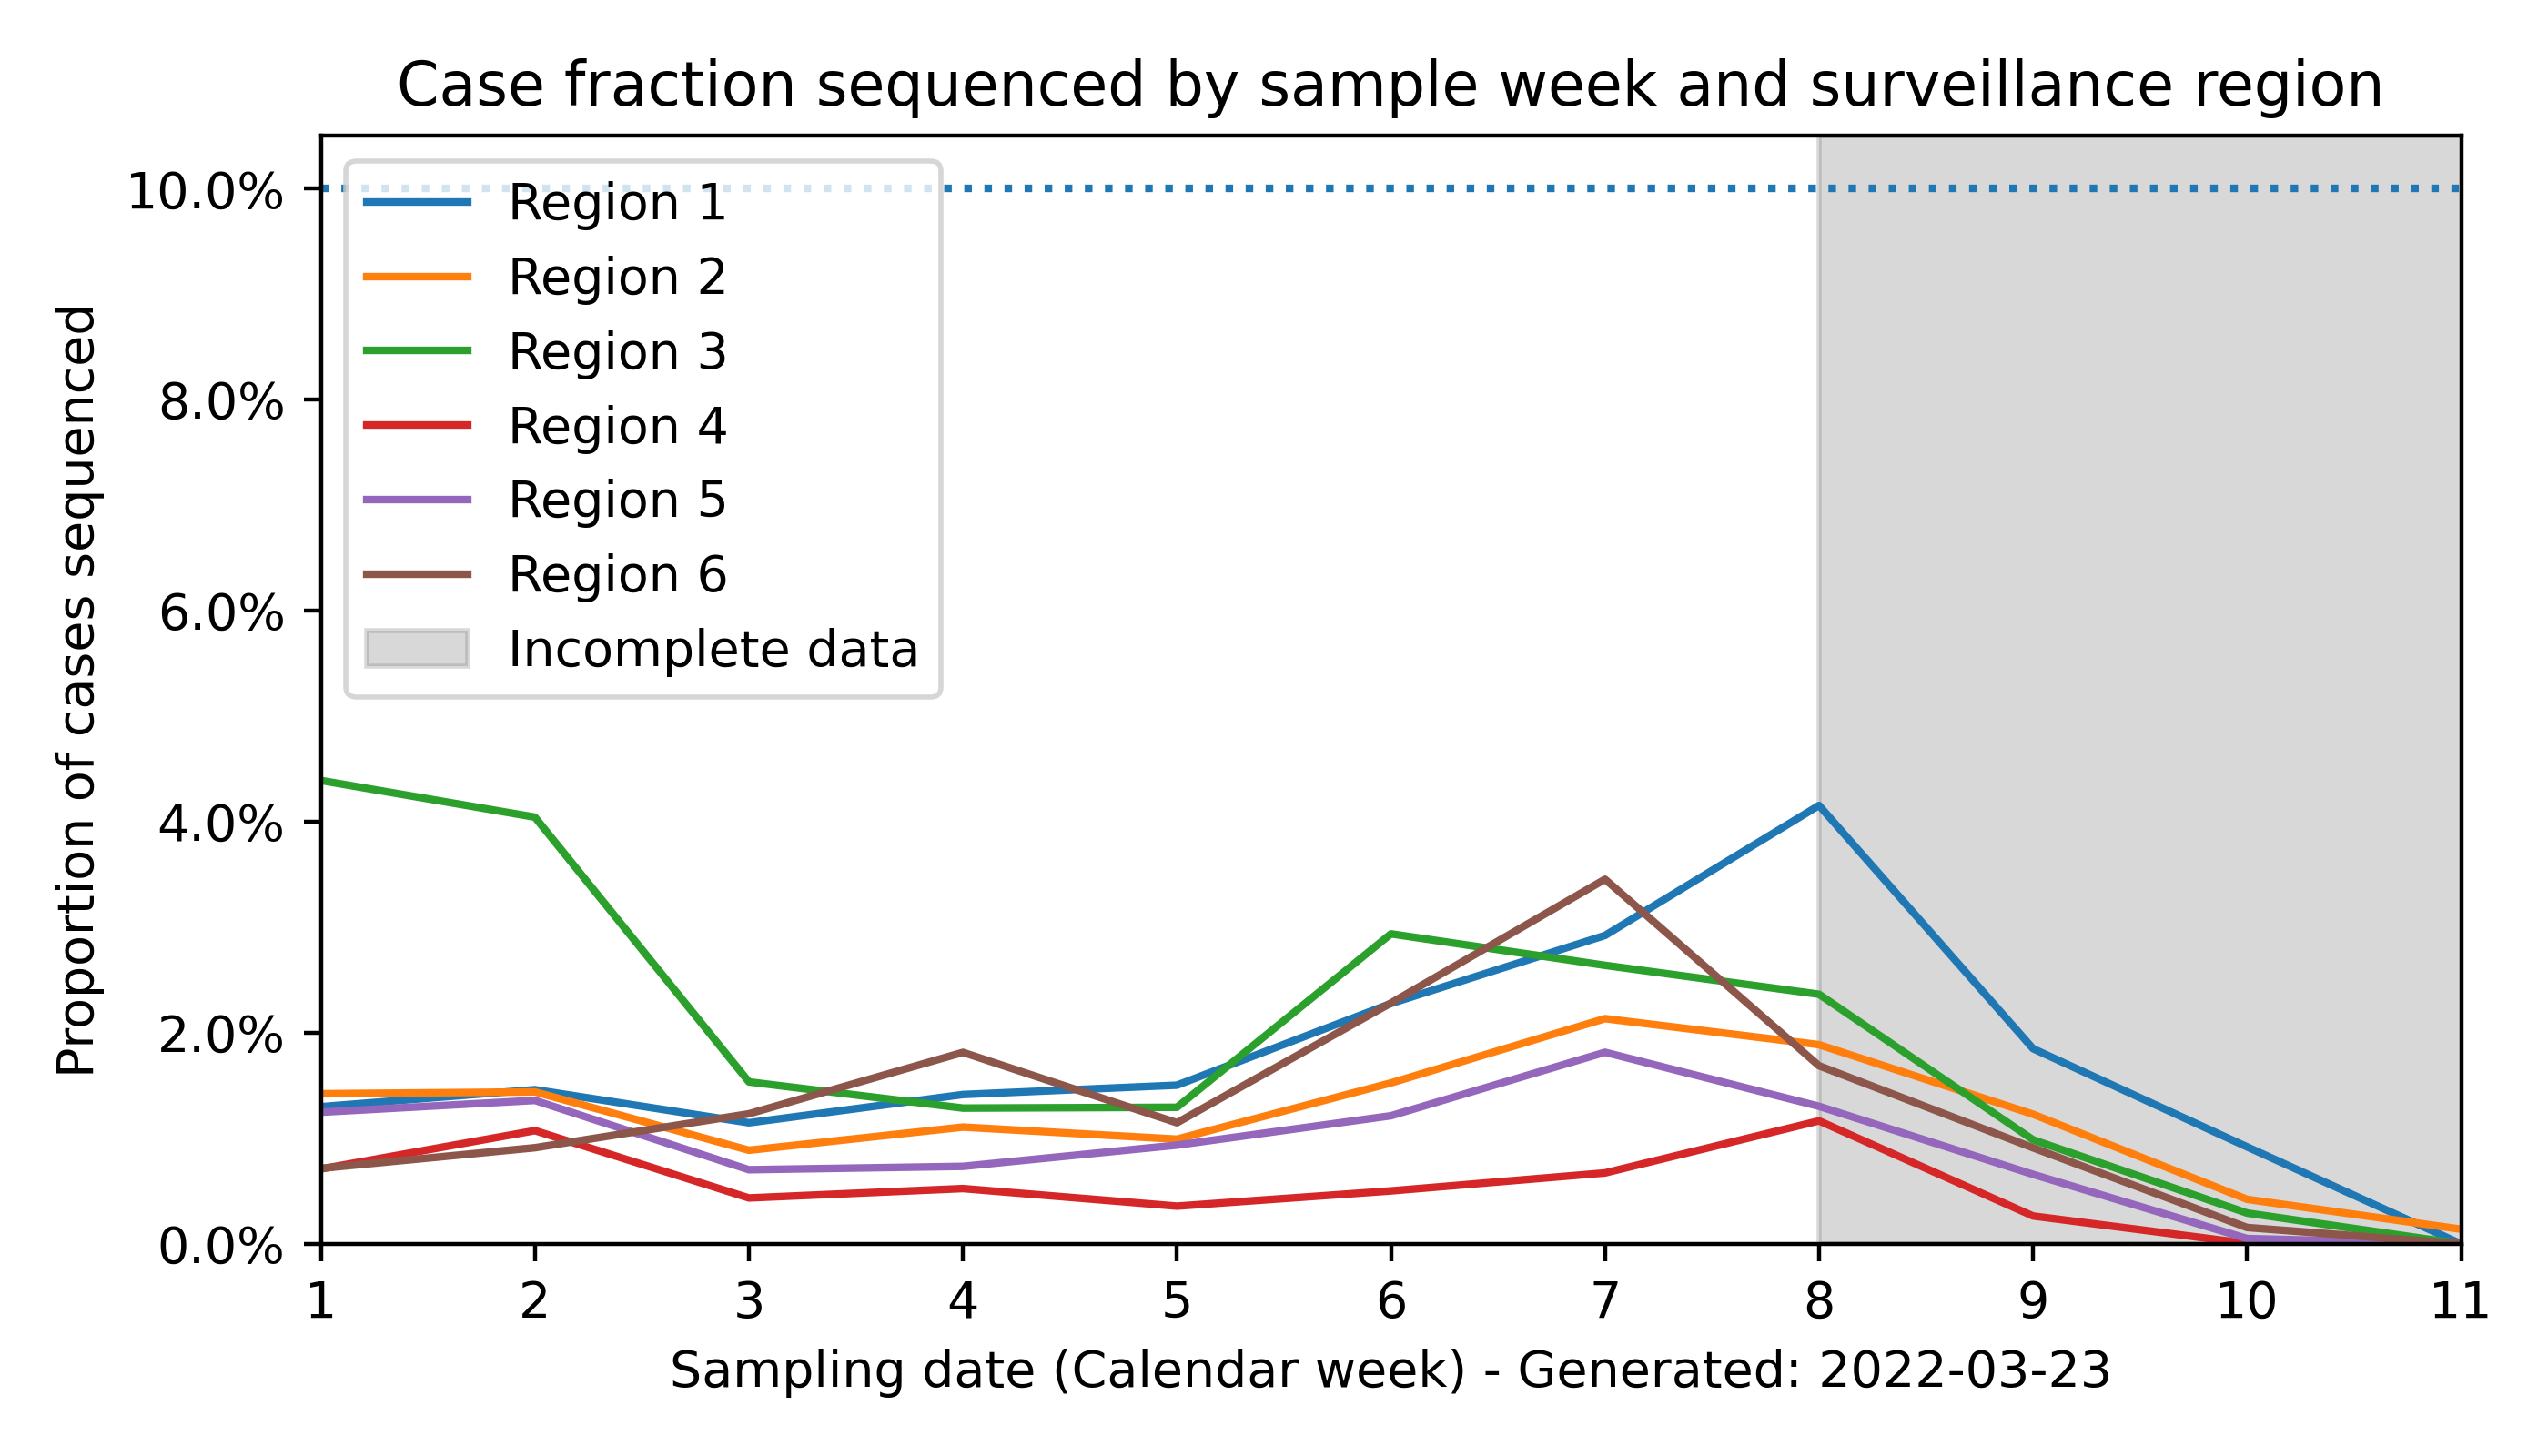 Case fraction sequenced by sample week and surveillance region
Proportion of cases sequenced
10.0%
8.0%
6.0%
4.0%
2.0%
0.0%
Region 1
Region 2
Region 3
Region 4
Region 5
Region 6
Incomplete data
1 2 3 4 5 6 7 8 9 10 11
Sampling date (Calendar week) - Generated: 2022-03-23